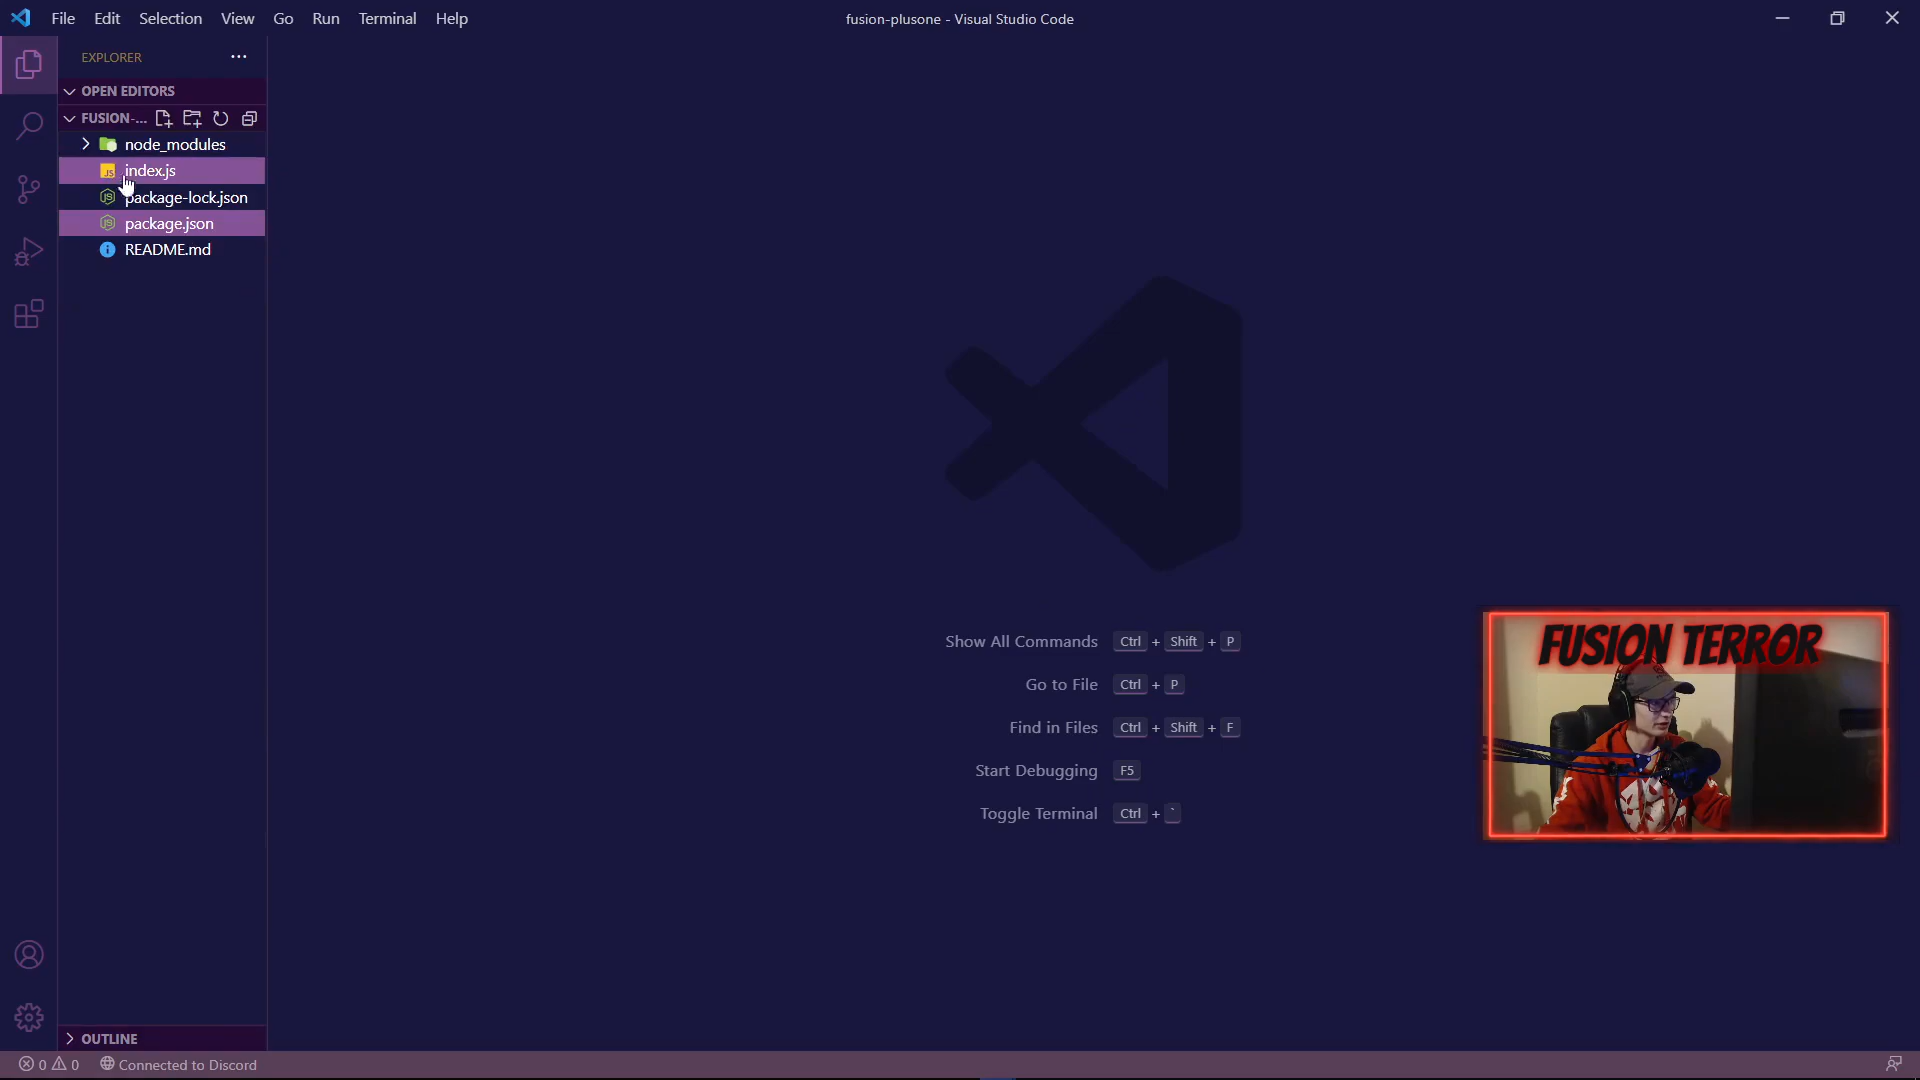 File Edit Selection View Go Run Terminal Help
fusion-plusone - Visual Studio Code
EXPLORER
OPEN EDITORS
FUSION-...
node_modules
index.js
package-lock.json
package.json
README.md
Show All Commands Ctrl + Shift + P
Go to File Ctrl + P
Find in Files Ctrl + Shift + F
Start Debugging F5
Toggle Terminal Ctrl + `
FUSION TERROR
OUTLINE
0 0 Connected to Discord